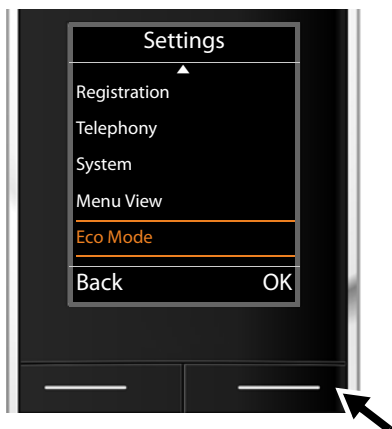 Settings
Registration
Telephony
System
Menu View
Eco Mode
Back OK